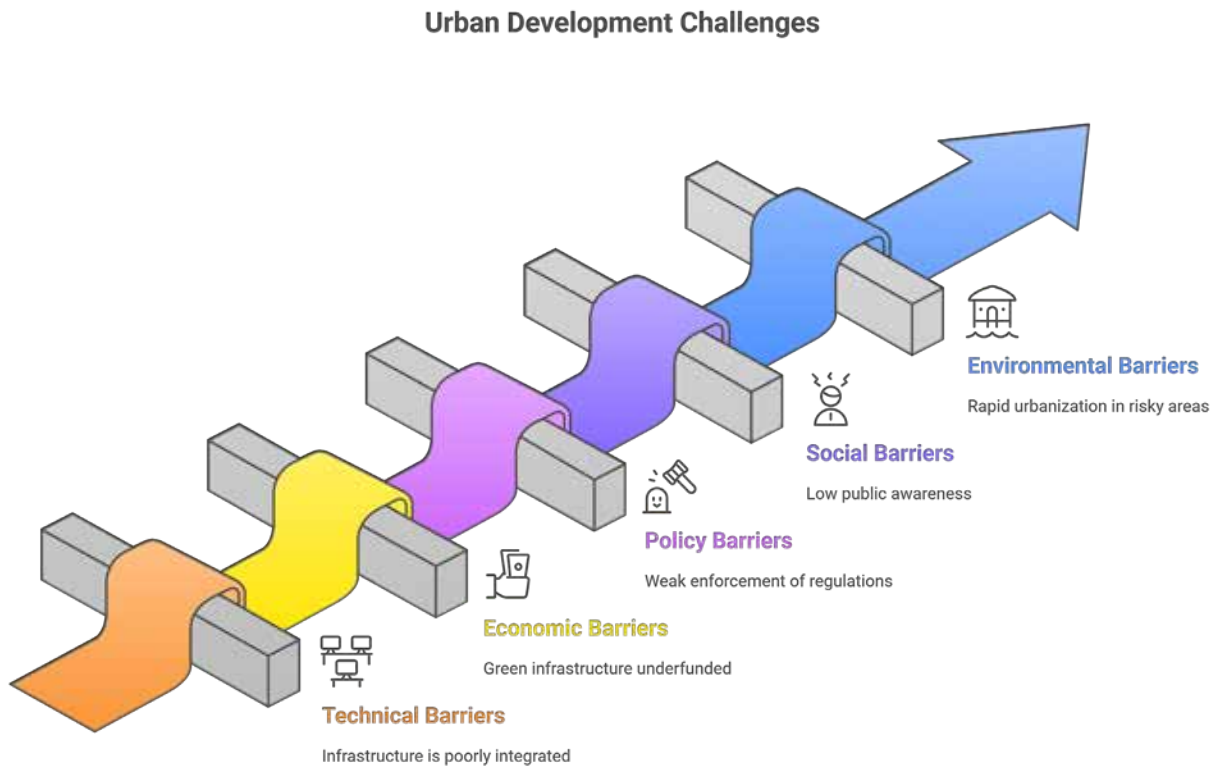 Urban Development Challenges
Environmental Barriers
Rapid urbanization in risky areas
Social Barriers
Low public awareness
Policy Barriers
Weak enforcement of regulations
Economic Barriers
Green infrastructure underfunded
Technical Barriers
Infrastructure is poorly integrated